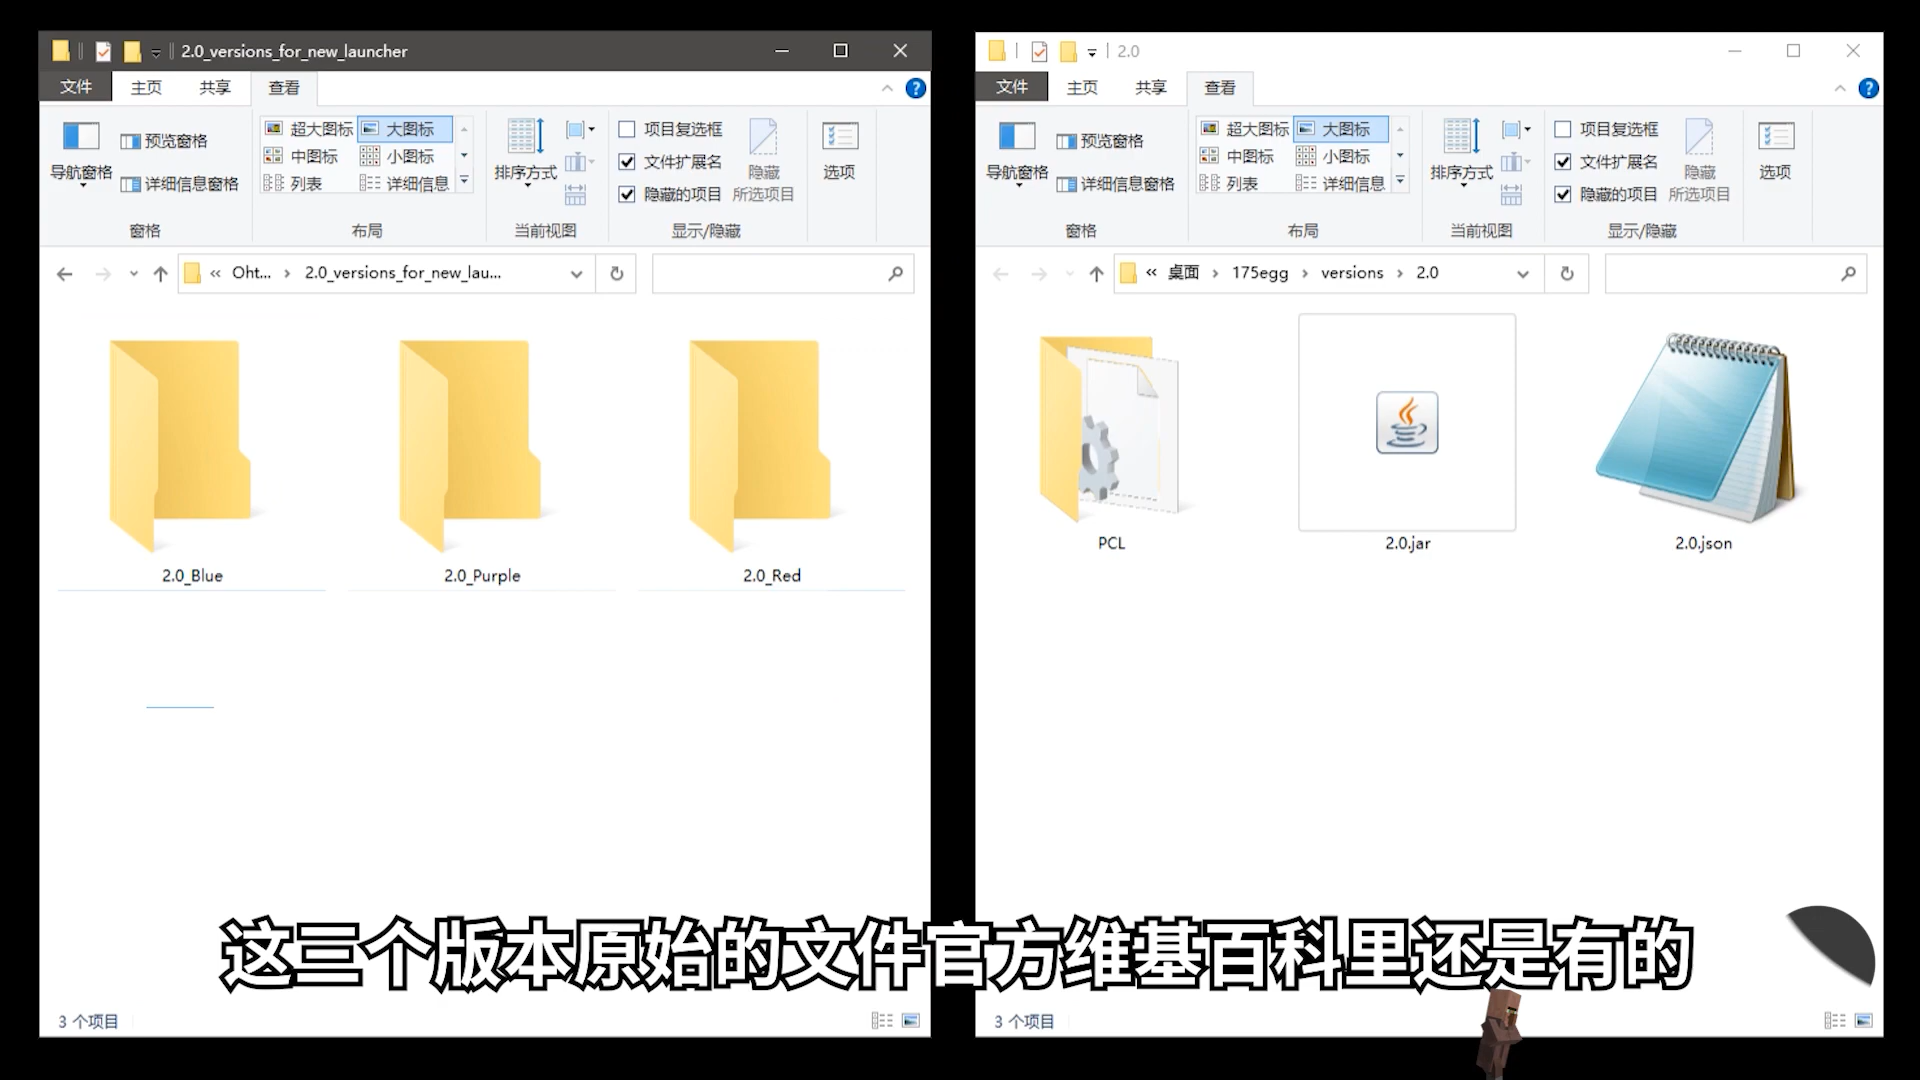 2.0_versions_for_new_launcher
文件 主页 共享 查看
导航窗格
预览窗格
详细信息窗格
窗格
超大图标 大图标
中图标 小图标
列表 详细信息
布局
排序方式
当前视图
项目复选框
文件扩展名
隐藏的项目
隐藏
所选项目
显示/隐藏
选项
« Oht... › 2.0_versions_for_new_lau...
2.0_Blue
2.0_Purple
2.0_Red
3 个项目
2.0
文件 主页 共享 查看
导航窗格
预览窗格
详细信息窗格
窗格
超大图标 大图标
中图标 小图标
列表 详细信息
布局
排序方式
当前视图
项目复选框
文件扩展名
隐藏的项目
隐藏
所选项目
显示/隐藏
选项
« 桌面 › 175egg › versions › 2.0
PCL
2.0.jar
2.0.json
3 个项目
这三个版本原始的文件官方维基百科里还是有的